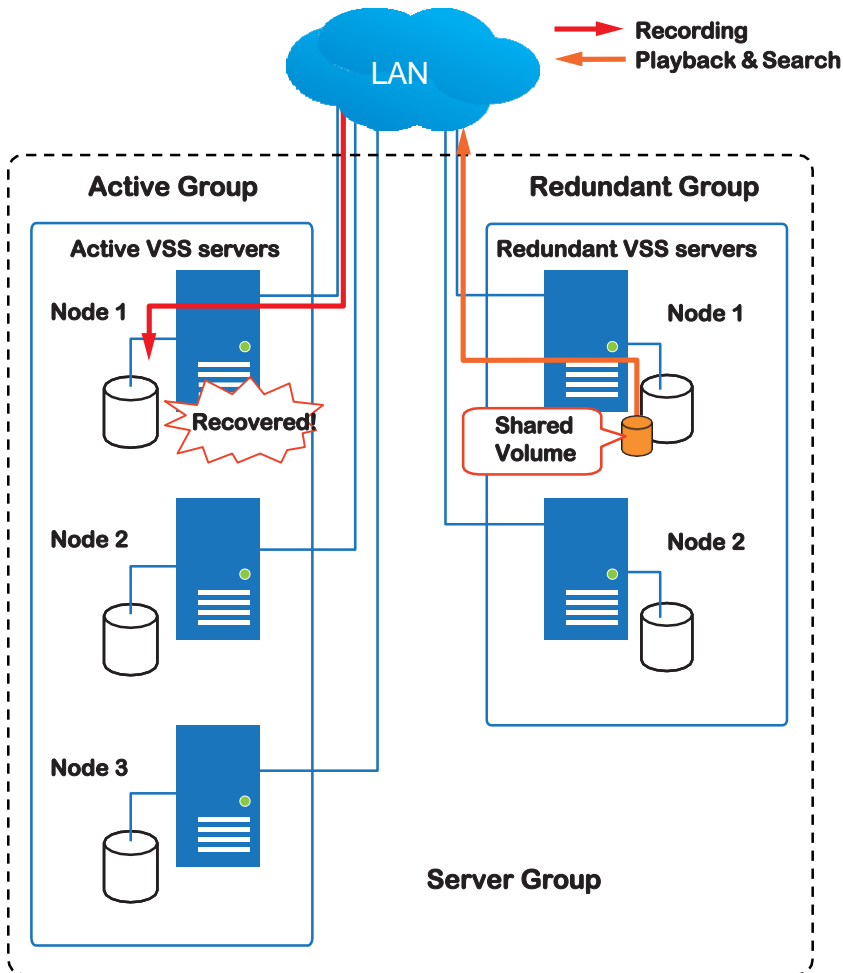 LAN
Recording
Playback & Search
Active Group
Redundant Group
Active VSS servers
Redundant VSS servers
Node 1
Node 1
Recovered!
Shared
Volume
Node 2
Node 2
Node 3
Server Group